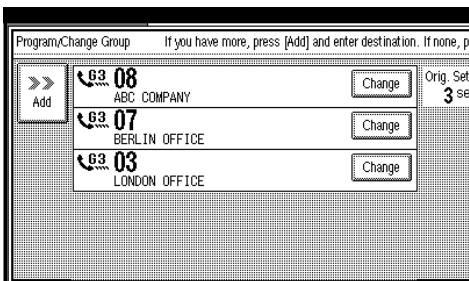 Program/Change Group If you have more, press [Add] and enter destination. If none, p
>> Add
G3 08 Change
ABC COMPANY
G3 07 Change
BERLIN OFFICE
G3 03 Change
LONDON OFFICE
Orig. Set
3 se